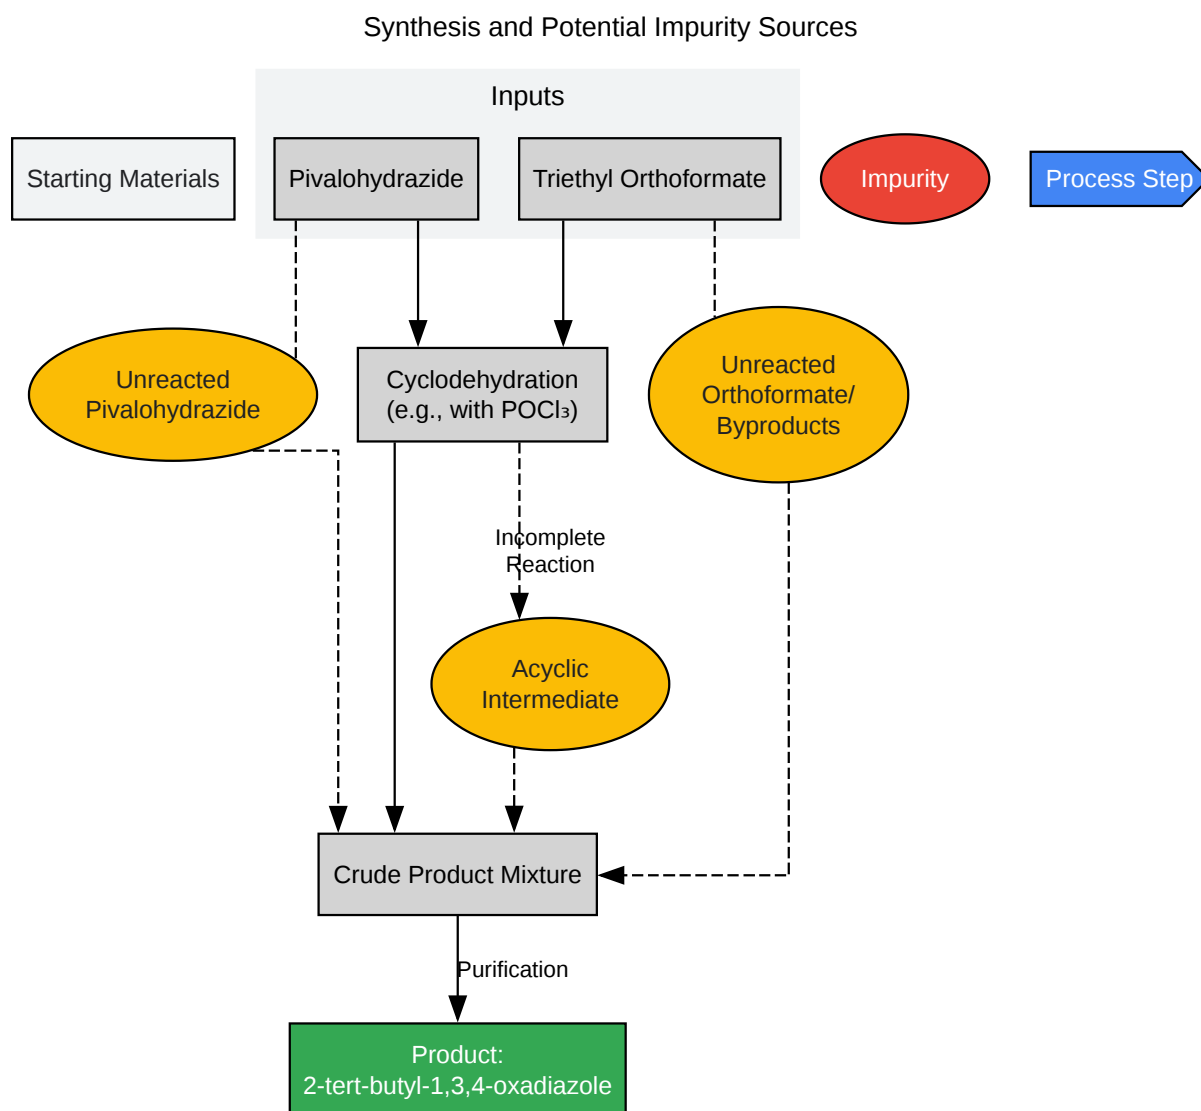 Synthesis and Potential Impurity Sources
Inputs
Starting Materials
Pivalohydrazide
Triethyl Orthoformate
Impurity
Process Step
Unreacted
Pivalohydrazide
Cyclodehydration
(e.g., with POCl₃)
Unreacted
Orthoformate/
Byproducts
Incomplete
Reaction
Acyclic
Intermediate
Crude Product Mixture
Purification
Product:
2-tert-butyl-1,3,4-oxadiazole